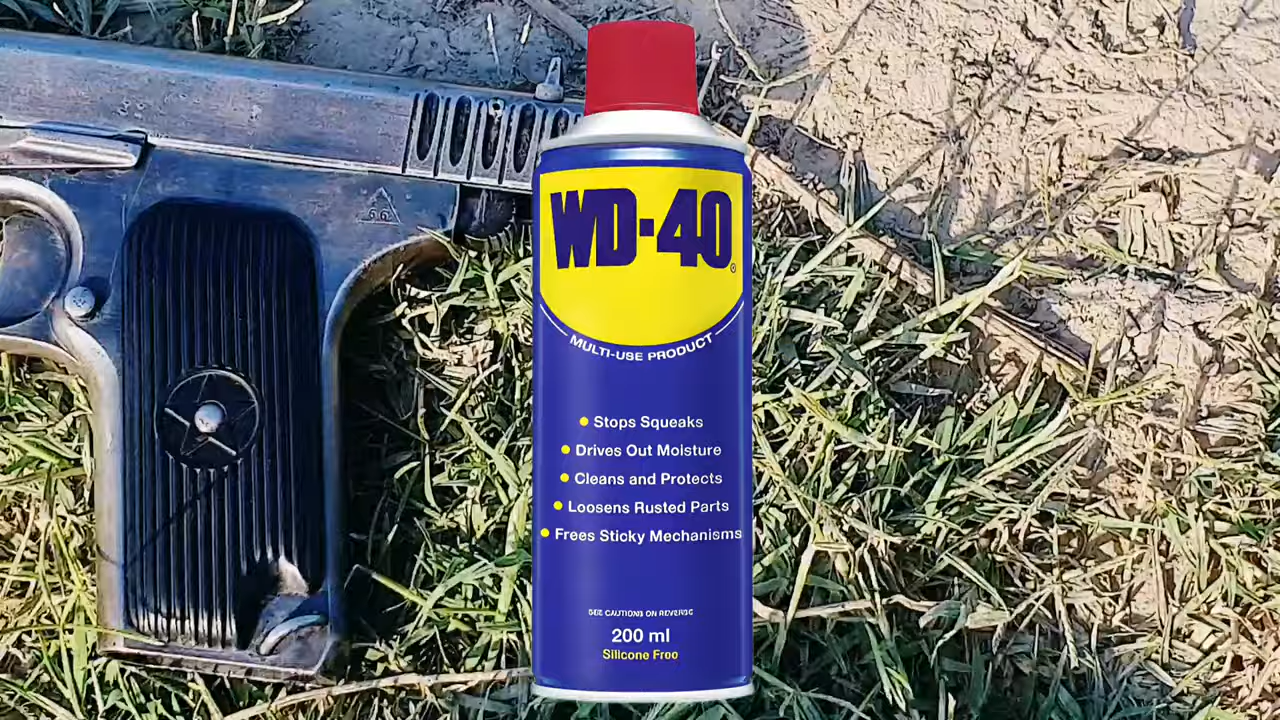 66
WD-40
®
MULTI-USE PRODUCT
Stops Squeaks
Drives Out Moisture
Cleans and Protects
Loosens Rusted Parts
Frees Sticky Mechanisms
SEE CAUTIONS ON REVERSE
200 ml
Silicone Free